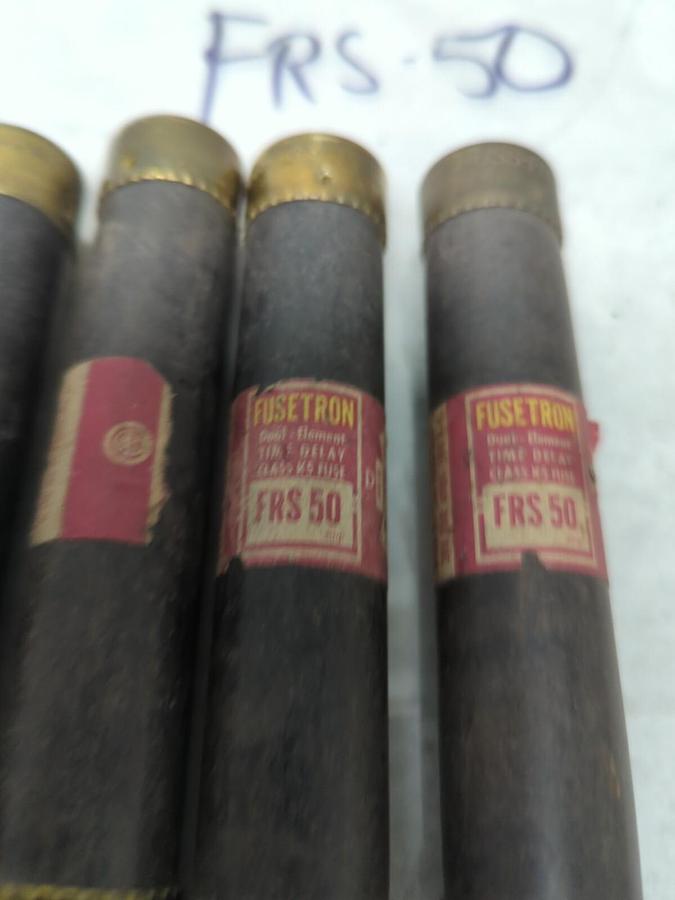 FRS-50
FUSETRON
Dual-Element
TIME DELAY
CLASS K5 FUSE
FRS 50
FUSETRON
Dual-Element
TIME DELAY
CLASS K5 FUSE
FRS 50